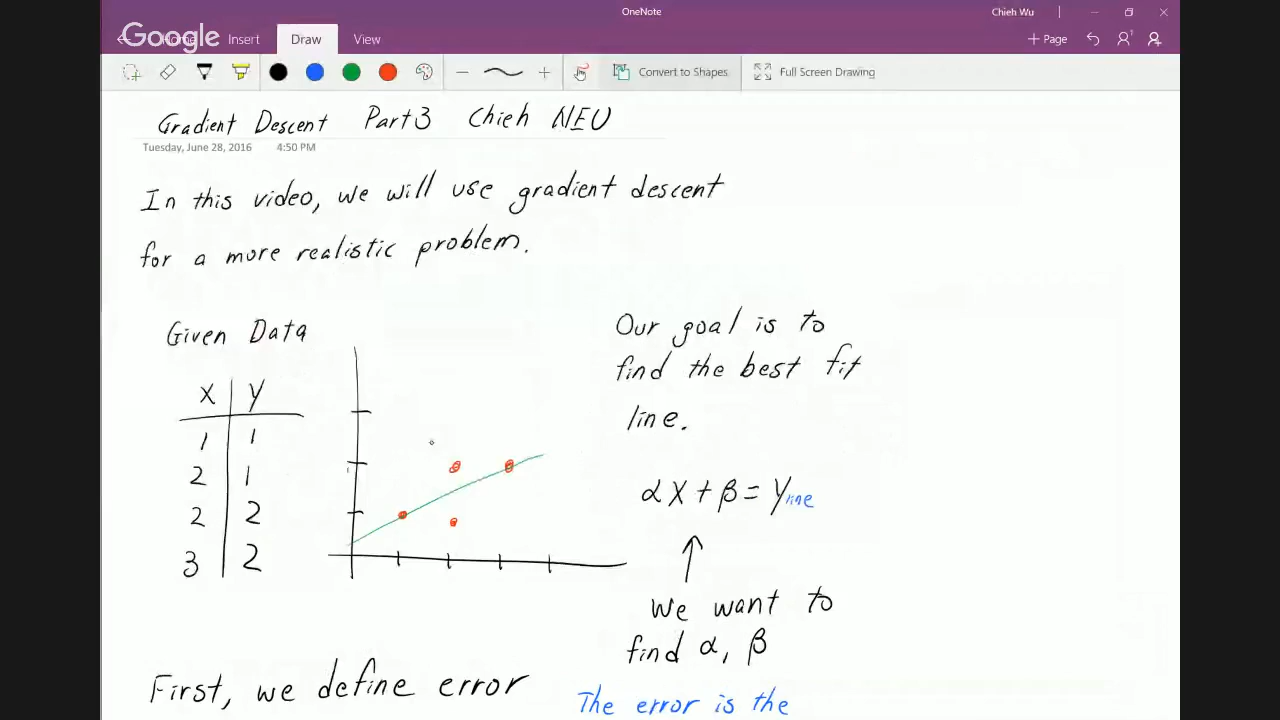 OneNote
Chieh Wu
Google
Insert
Draw
View
+ Page
Convert to Shapes
Full Screen Drawing
Gradient Descent Part 3 Chieh NEU
Tuesday, June 28, 2016 4:50 PM
In this video, we will use gradient descent
for a more realistic problem.
Given Data
X Y
1 1
2 1
2 2
3 2
Our goal is to
find the best fit
line.
αX + β = Yline
We want to
find α, β
First, we define error
The error is the